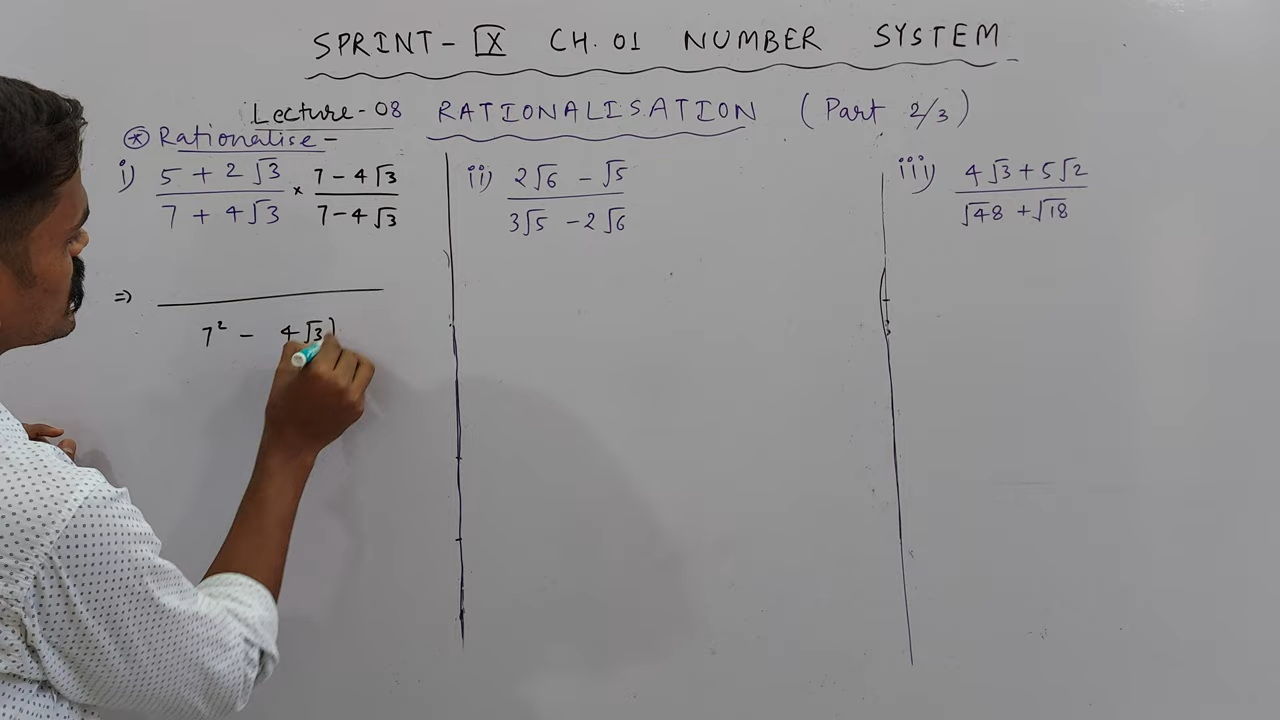 SPRINT-IX CH. 01 NUMBER SYSTEM
Lecture-08 RATIONALISATION (Part 2/3)
⊛ Rationalise -
i) 5 + 2√3 / 7 + 4√3 × 7 - 4√3 / 7 - 4√3
ii) 2√6 - √5 / 3√5 - 2√6
iii) 4√3 + 5√2 / √48 + √18
⇒ 7² - 4√3)